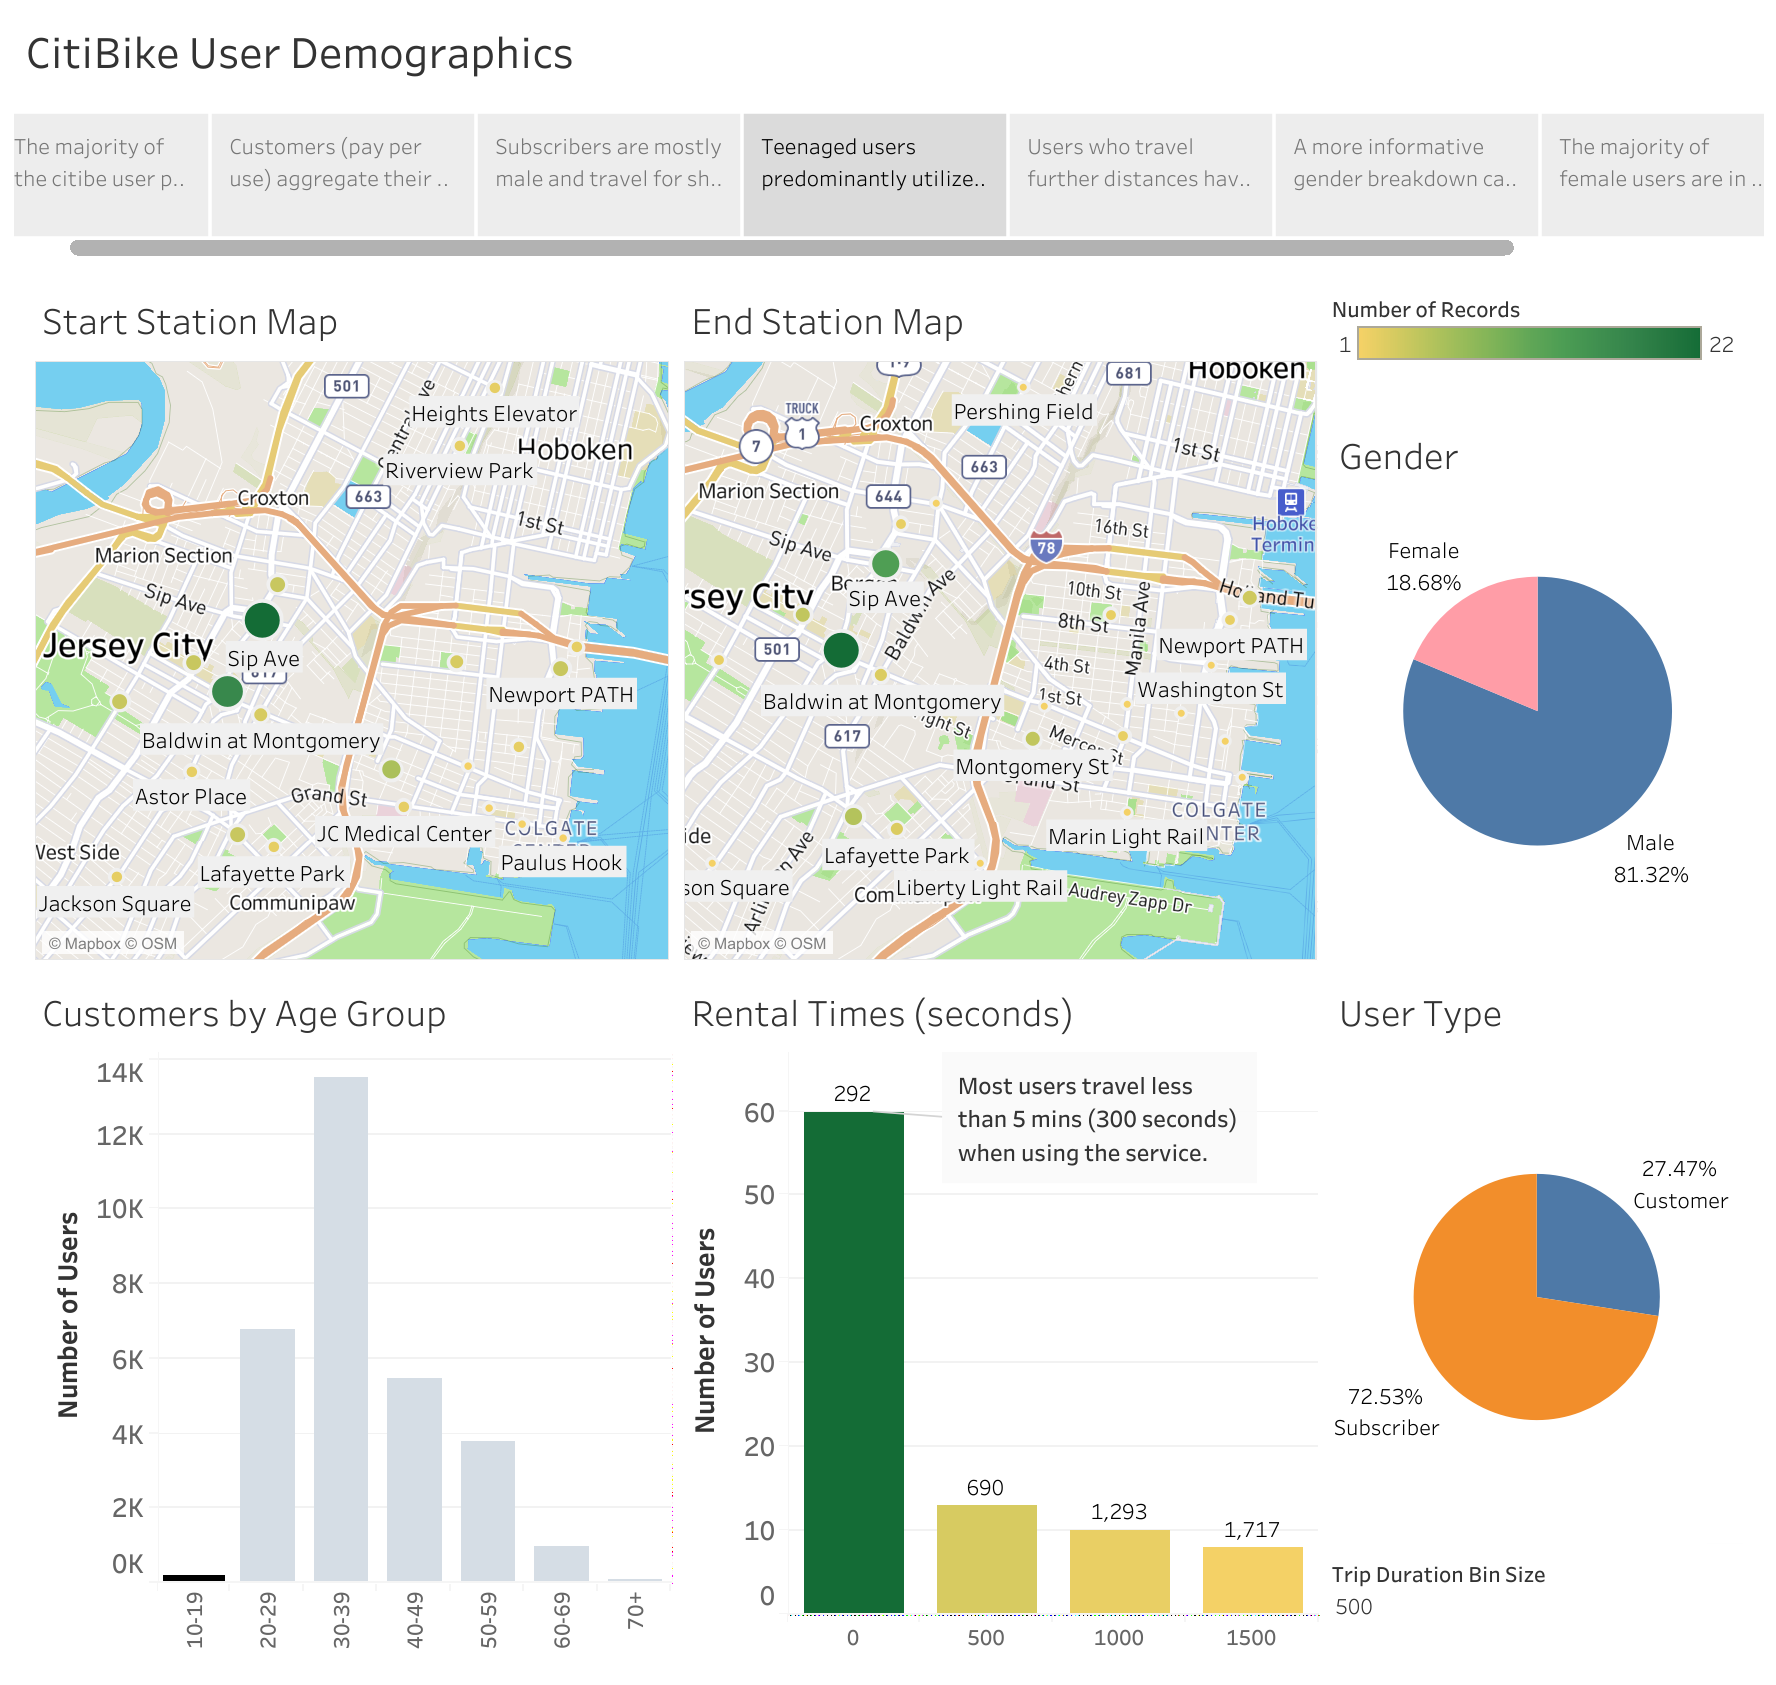 CitiBike User Demographics
The majority of
the citibe user p..
Customers (pay per
use) aggregate their ..
Subscribers are mostly
male and travel for sh..
Teenaged users
predominantly utilize..
Users who travel
further distances hav..
A more informative
gender breakdown ca..
The majority of
female users are in ..
Start Station Map
501
Heights Elevator
Hoboken
Riverview Park
663
Croxton
1st St
Marion Section
Sip Ave
Jersey City
Sip Ave
617
Newport PATH
Baldwin at Montgomery
Astor Place
Grand St
JC Medical Center
COLGATE
CENTER
Paulus Hook
West Side
Lafayette Park
Jackson Square
Communipaw
© Mapbox © OSM
End Station Map
Hoboken
681
TRUCK
1
7
Croxton
Pershing Field
1st St
663
Marion Section
644
Hoboke
Termin
16th St
78
Sip Ave
10th St
rsey City
Sip Ave
Baldwin Ave
8th St
Manila Ave
501
Newport PATH
4th St
Washington St
1st St
Baldwin at Montgomery
617
Mercer St
Montgomery St
Grand St
COLGATE
Marin Light Rail
NTER
ide
Lafayette Park
son Square
Liberty Light Rail
Audrey Zapp Dr
© Mapbox © OSM
Number of Records
1
22
Gender
Female
18.68%
Male
81.32%
Customers by Age Group
Number of Users
14K
12K
10K
8K
6K
4K
2K
0K
10-19
20-29
30-39
40-49
50-59
60-69
70+
Rental Times (seconds)
Number of Users
60
50
40
30
20
10
0
292
Most users travel less
than 5 mins (300 seconds)
when using the service.
690
1,293
1,717
0
500
1000
1500
User Type
27.47%
Customer
72.53%
Subscriber
Trip Duration Bin Size
500